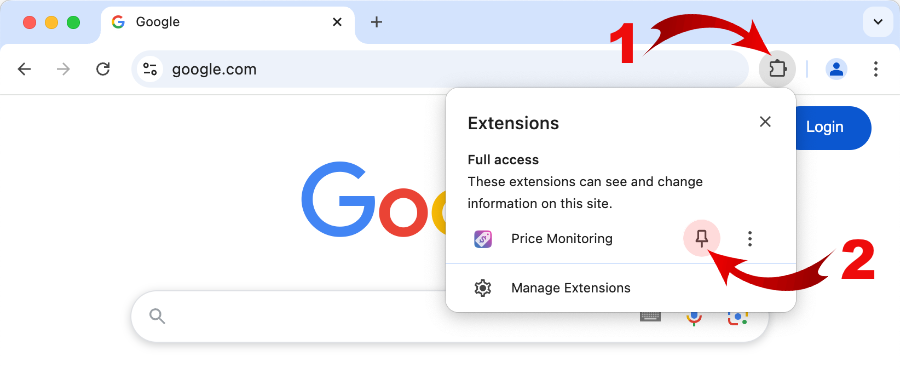 Google
1
google.com
Extensions
Login
Full access
These extensions can see and change
information on this site.
Goo
Price Monitoring
2
Manage Extensions